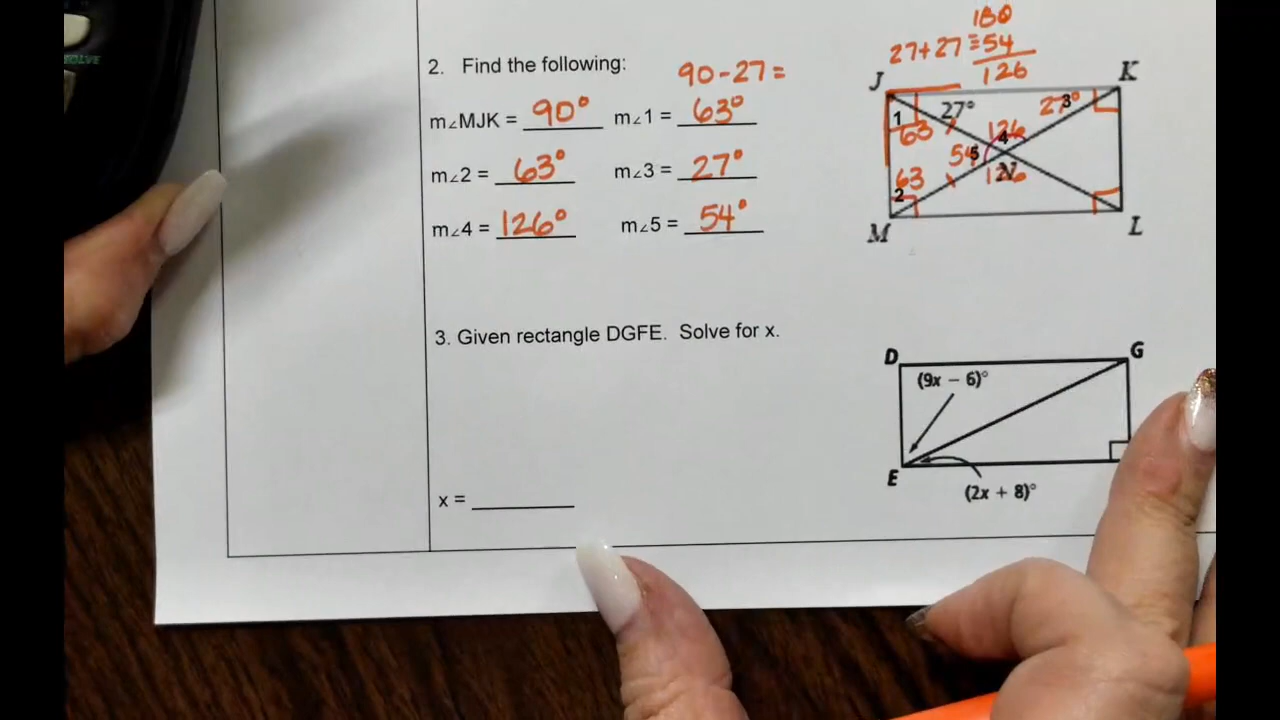 OLVE
180
27+27=54
126
2. Find the following:
90-27=
m∠MJK = 90° m∠1 = 63°
m∠2 = 63° m∠3 = 27°
m∠4 = 126° m∠5 = 54°
J K
27° 27° 3
1 63 126 4
54 5 N
63 126
2
M L
3. Given rectangle DGFE. Solve for x.
D G
(9x − 6)°
E
(2x + 8)°
x =